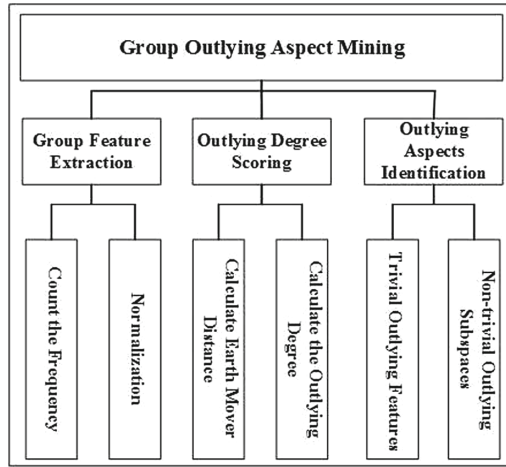 Group Outlying Aspect Mining
Group Feature
Extraction
Outlying Degree
Scoring
Outlying
Aspects
Identification
Count the Frequency
Normalization
Calculate Earth Mover
Distance
Calculate the Outlying
Degree
Trivial Outlying Features
Non-trivial Outlying
Subspaces